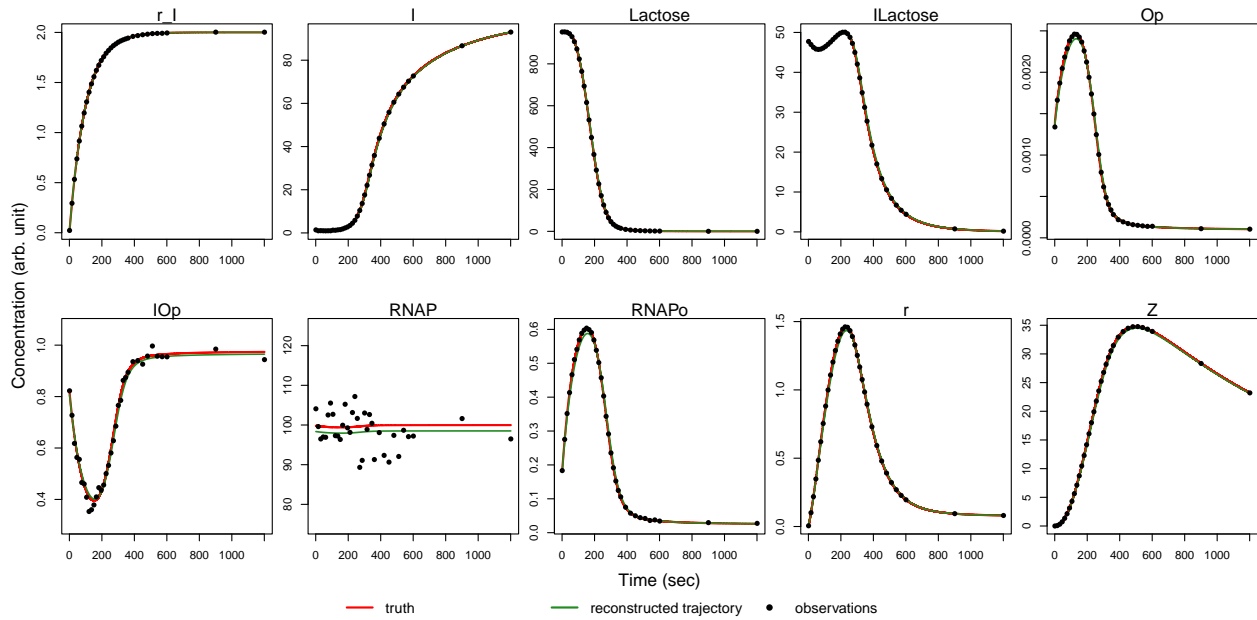 r_I I Lactose ILactose Op
0.0 0.5 1.0 1.5 2.0
0 20 40 60 80
0 200 400 600 800
0 10 20 30 40 50
0.0000 0.0010 0.0020
0 200 400 600 800 1000
0 200 400 600 800 1000
0 200 400 600 800 1000
0 200 400 600 800 1000
0 200 400 600 800 1000
Concentration (arb. unit)
IOp RNAP RNAPo r Z
0.4 0.6 0.8 1.0
80 90 100 110 120
0.0 0.1 0.2 0.3 0.4 0.5 0.6
0.0 0.5 1.0 1.5
0 5 10 15 20 25 30 35
0 200 400 600 800 1000
0 200 400 600 800 1000
0 200 400 600 800 1000
0 200 400 600 800 1000
0 200 400 600 800 1000
Time (sec)
truth reconstructed trajectory observations